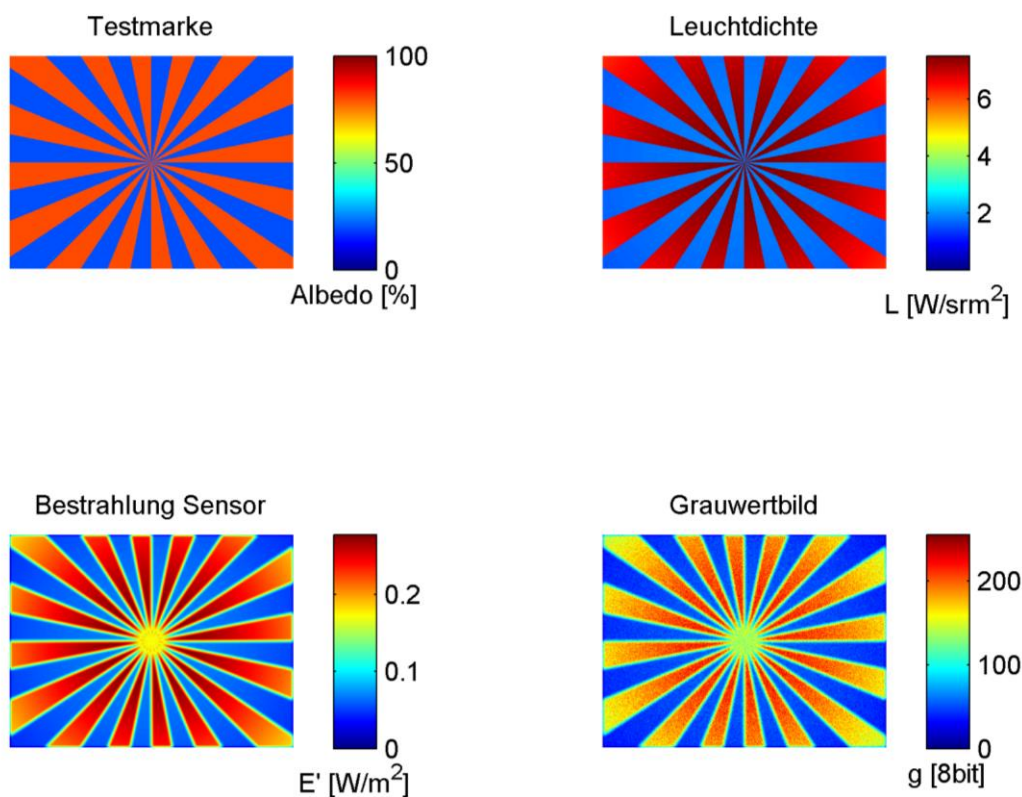 Testmarke
100
50
0
Albedo [%]
Leuchtdichte
6
4
2
L [W/srm²]
Bestrahlung Sensor
0.2
0.1
0
E' [W/m²]
Grauwertbild
200
100
0
g [8bit]